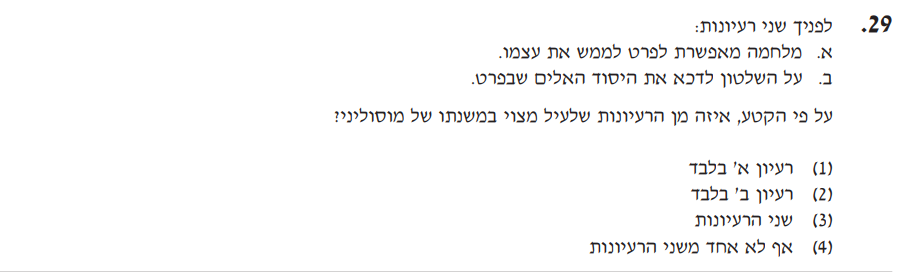 29. לפניך שני רעיונות:
א. מלחמה מאפשרת לפרט לממש את עצמו.
ב. על השלטון לדכא את היסוד האלים שבפרט.
על פי הקטע, איזה מן הרעיונות שלעיל מצוי במשנתו של מוסוליני?
(1) רעיון א' בלבד
(2) רעיון ב' בלבד
(3) שני הרעיונות
(4) אף לא אחד משני הרעיונות